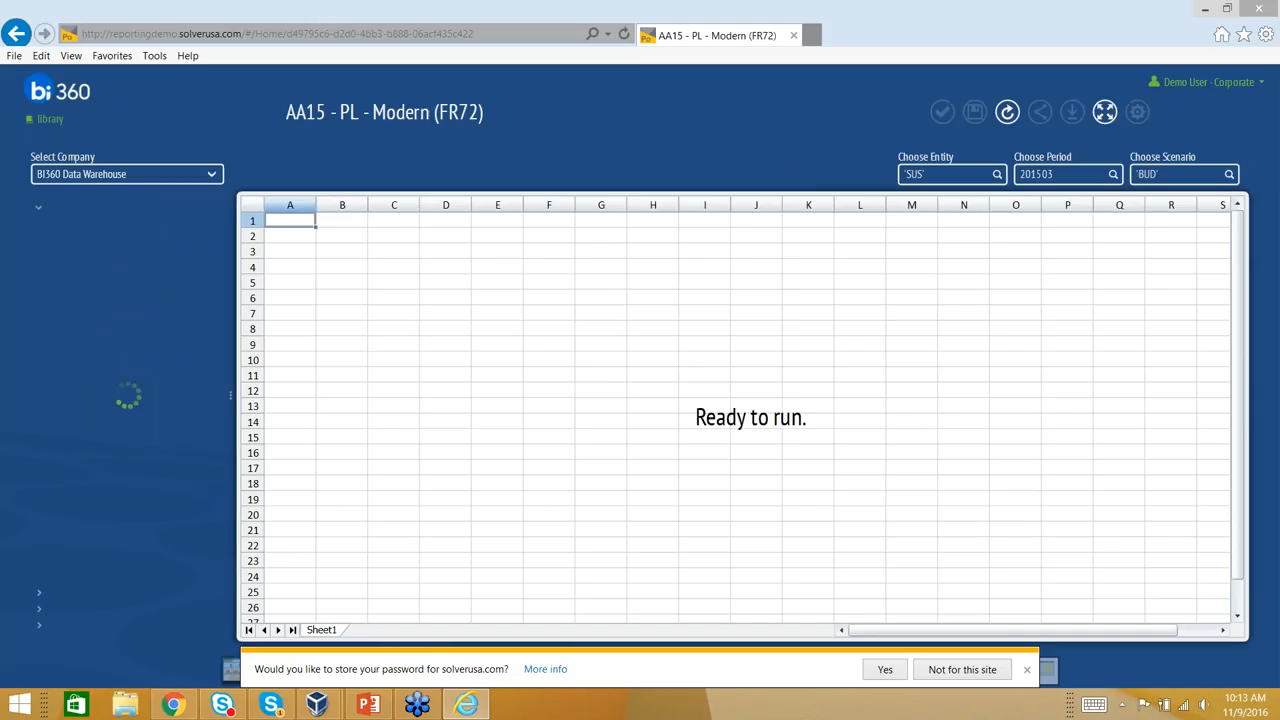 http://reportingdemo.solverusa.com/#/Home/d49795c6-d2d0-4bb3-b888-06acf435c422
AA15 - PL - Modern (FR72)
File Edit View Favorites Tools Help
bi 360
AA15 - PL - Modern (FR72)
Demo User - Corporate
library
Select Company
Choose Entity
Choose Period
Choose Scenario
BI360 Data Warehouse
'SUS'
201503
'BUD'
A B C D E F G H I J K L M N O P Q R S
1
2
3
4
5
6
7
8
9
10
11
12
13
Ready to run.
14
15
16
17
18
19
20
21
22
23
24
25
26
27
Sheet1
Would you like to store your password for solverusa.com? More info
Yes
Not for this site
10:13 AM
11/9/2016